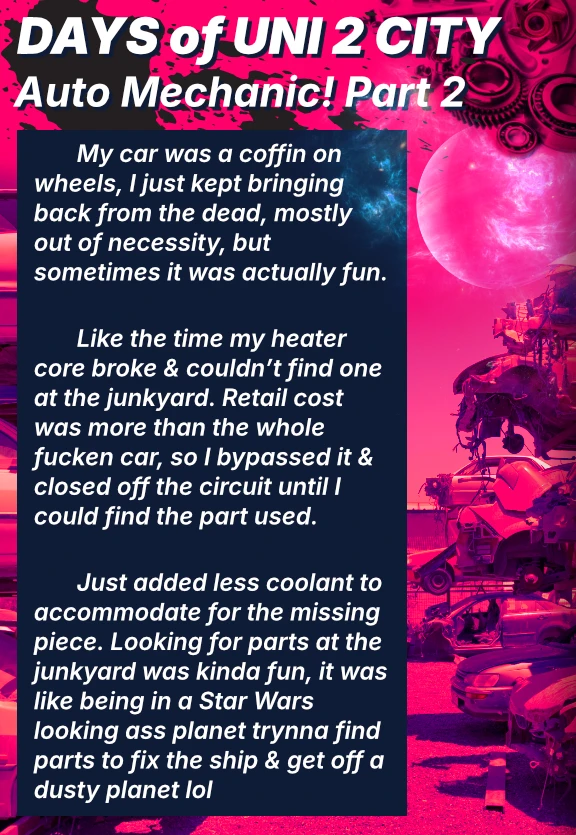 DAYS of UNI 2 CITY
Auto Mechanic! Part 2
My car was a coffin on
wheels, I just kept bringing
back from the dead, mostly
out of necessity, but
sometimes it was actually fun.
Like the time my heater
core broke & couldn’t find one
at the junkyard. Retail cost
was more than the whole
fucken car, so I bypassed it &
closed off the circuit until I
could find the part used.
Just added less coolant to
accommodate for the missing
piece. Looking for parts at the
junkyard was kinda fun, it was
like being in a Star Wars
looking ass planet trynna find
parts to fix the ship & get off a
dusty planet lol